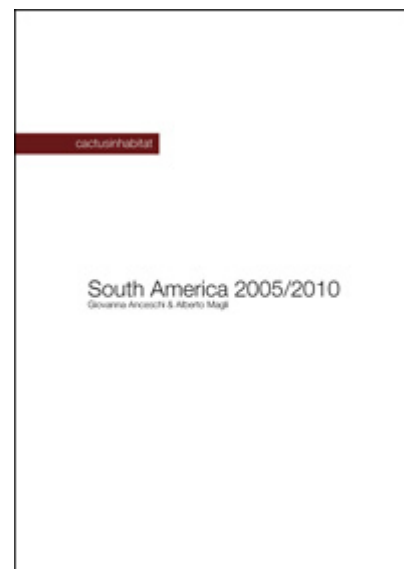 cactusinhabitat
South America 2005/2010
Giovanna Anceschi & Alberto Magli